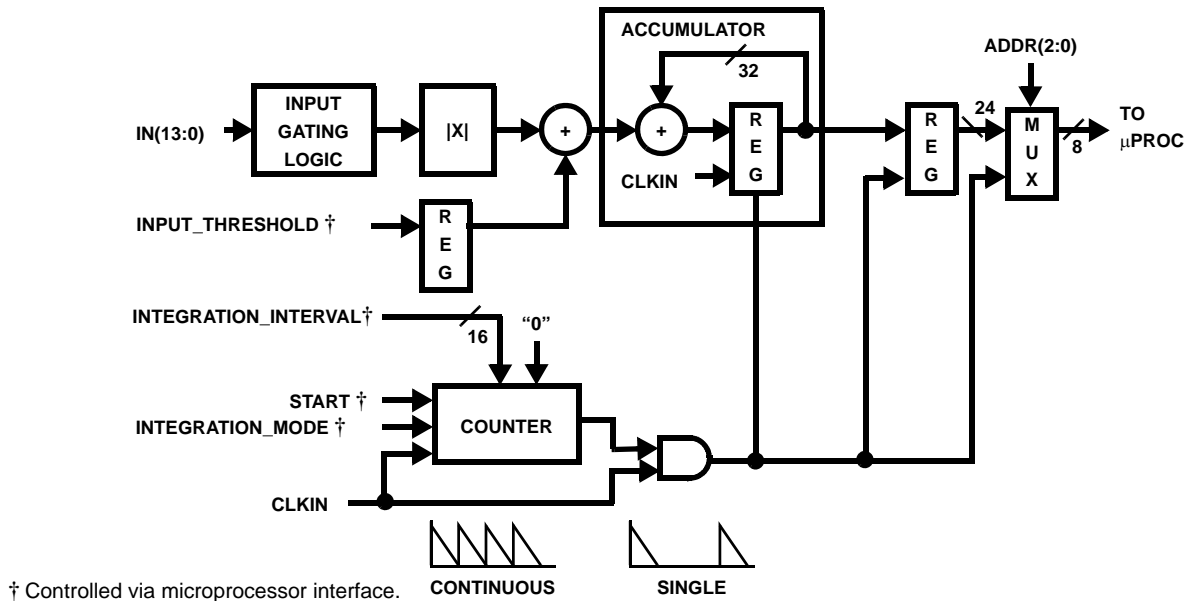 ACCUMULATOR
32
ADDR(2:0)
IN(13:0)
INPUT
GATING
LOGIC
|X|
+
+
R
E
G
CLKIN
R
E
G
24
M
U
X
8
TO
μPROC
INPUT_THRESHOLD †
R
E
G
INTEGRATION_INTERVAL†
16
“0”
START †
INTEGRATION_MODE †
COUNTER
CLKIN
CONTINUOUS
SINGLE
† Controlled via microprocessor interface.